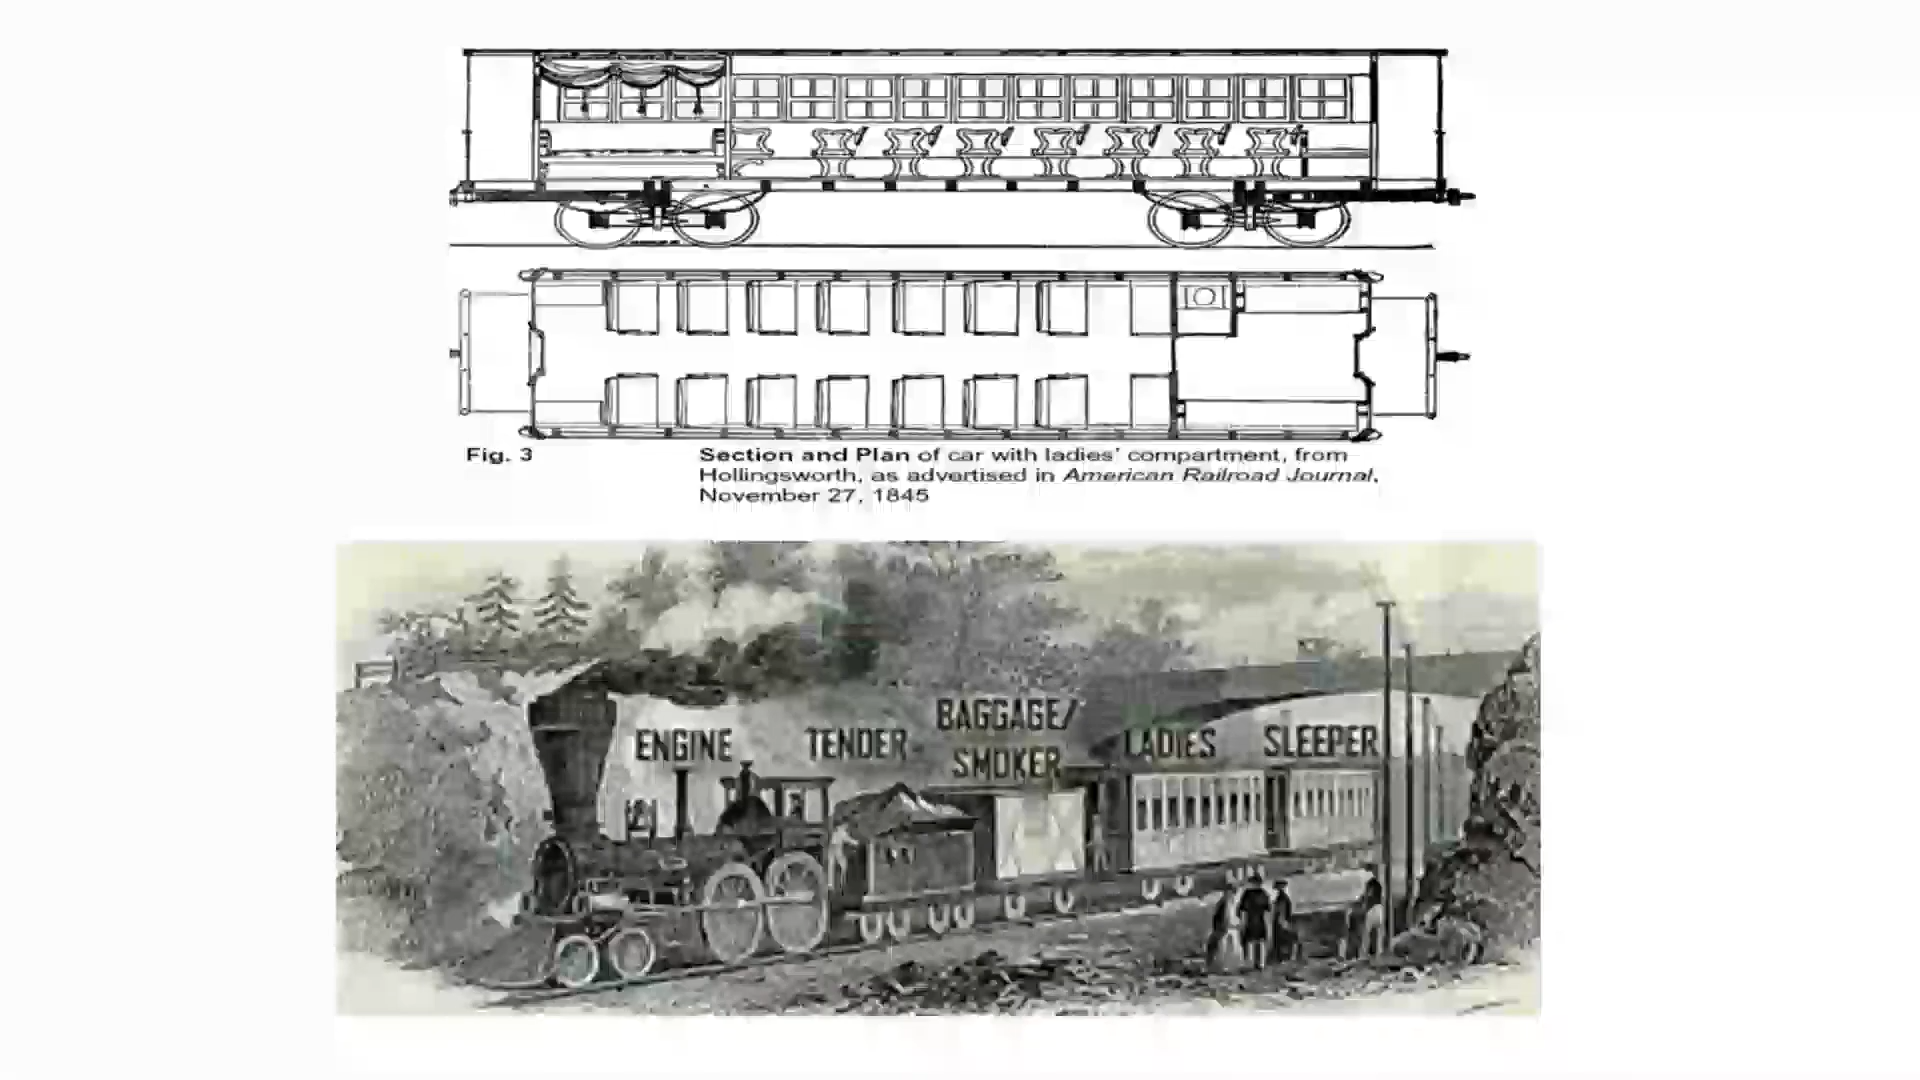 Fig. 3
Section and Plan of car with ladies' compartment, from
Hollingsworth, as advertised in American Railroad Journal,
November 27, 1845
ENGINE
TENDER
BAGGAGE/
SMOKER
LADIES
SLEEPER